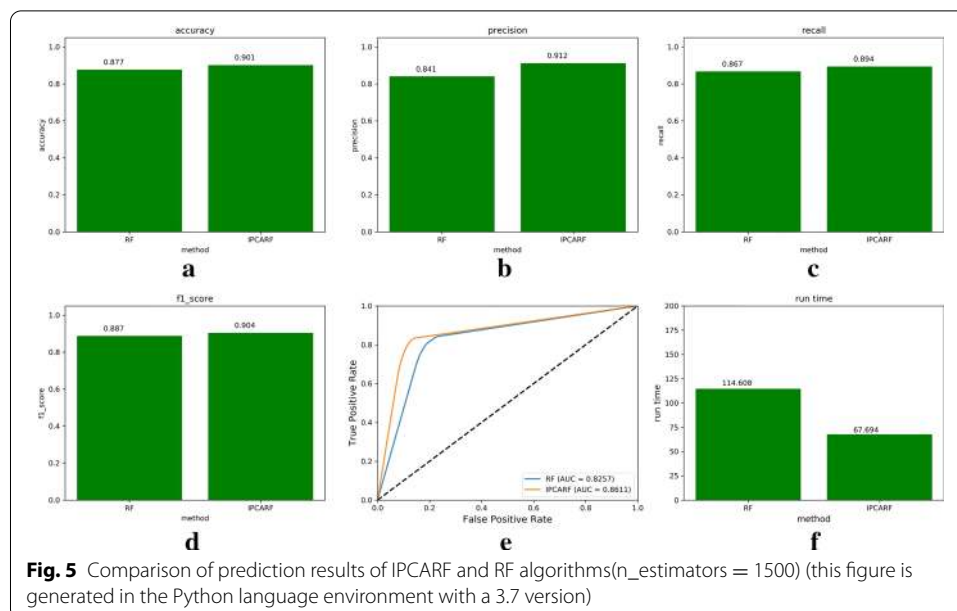 accuracy
1.0
0.877
0.901
0.8
0.6
accuracy
0.4
0.2
0.0
RF
IPCARF
method
a
precision
1.0
0.841
0.912
0.8
0.6
precision
0.4
0.2
0.0
RF
IPCARF
method
b
recall
1.0
0.867
0.894
0.8
0.6
recall
0.4
0.2
0.0
RF
IPCARF
method
c
f1_score
1.0
0.887
0.904
0.8
0.6
f1_score
0.4
0.2
0.0
RF
IPCARF
method
d
1.0
0.8
0.6
True Positive Rate
0.4
0.2
0.0
RF (AUC = 0.8257)
IPCARF (AUC = 0.8611)
0.0 0.2 0.4 0.6 0.8 1.0
False Positive Rate
e
run time
200
175
150
125
114.608
100
run time
75
67.694
50
25
0
RF
IPCARF
method
f
Fig. 5 Comparison of prediction results of IPCARF and RF algorithms(n_estimators = 1500) (this figure is
generated in the Python language environment with a 3.7 version)